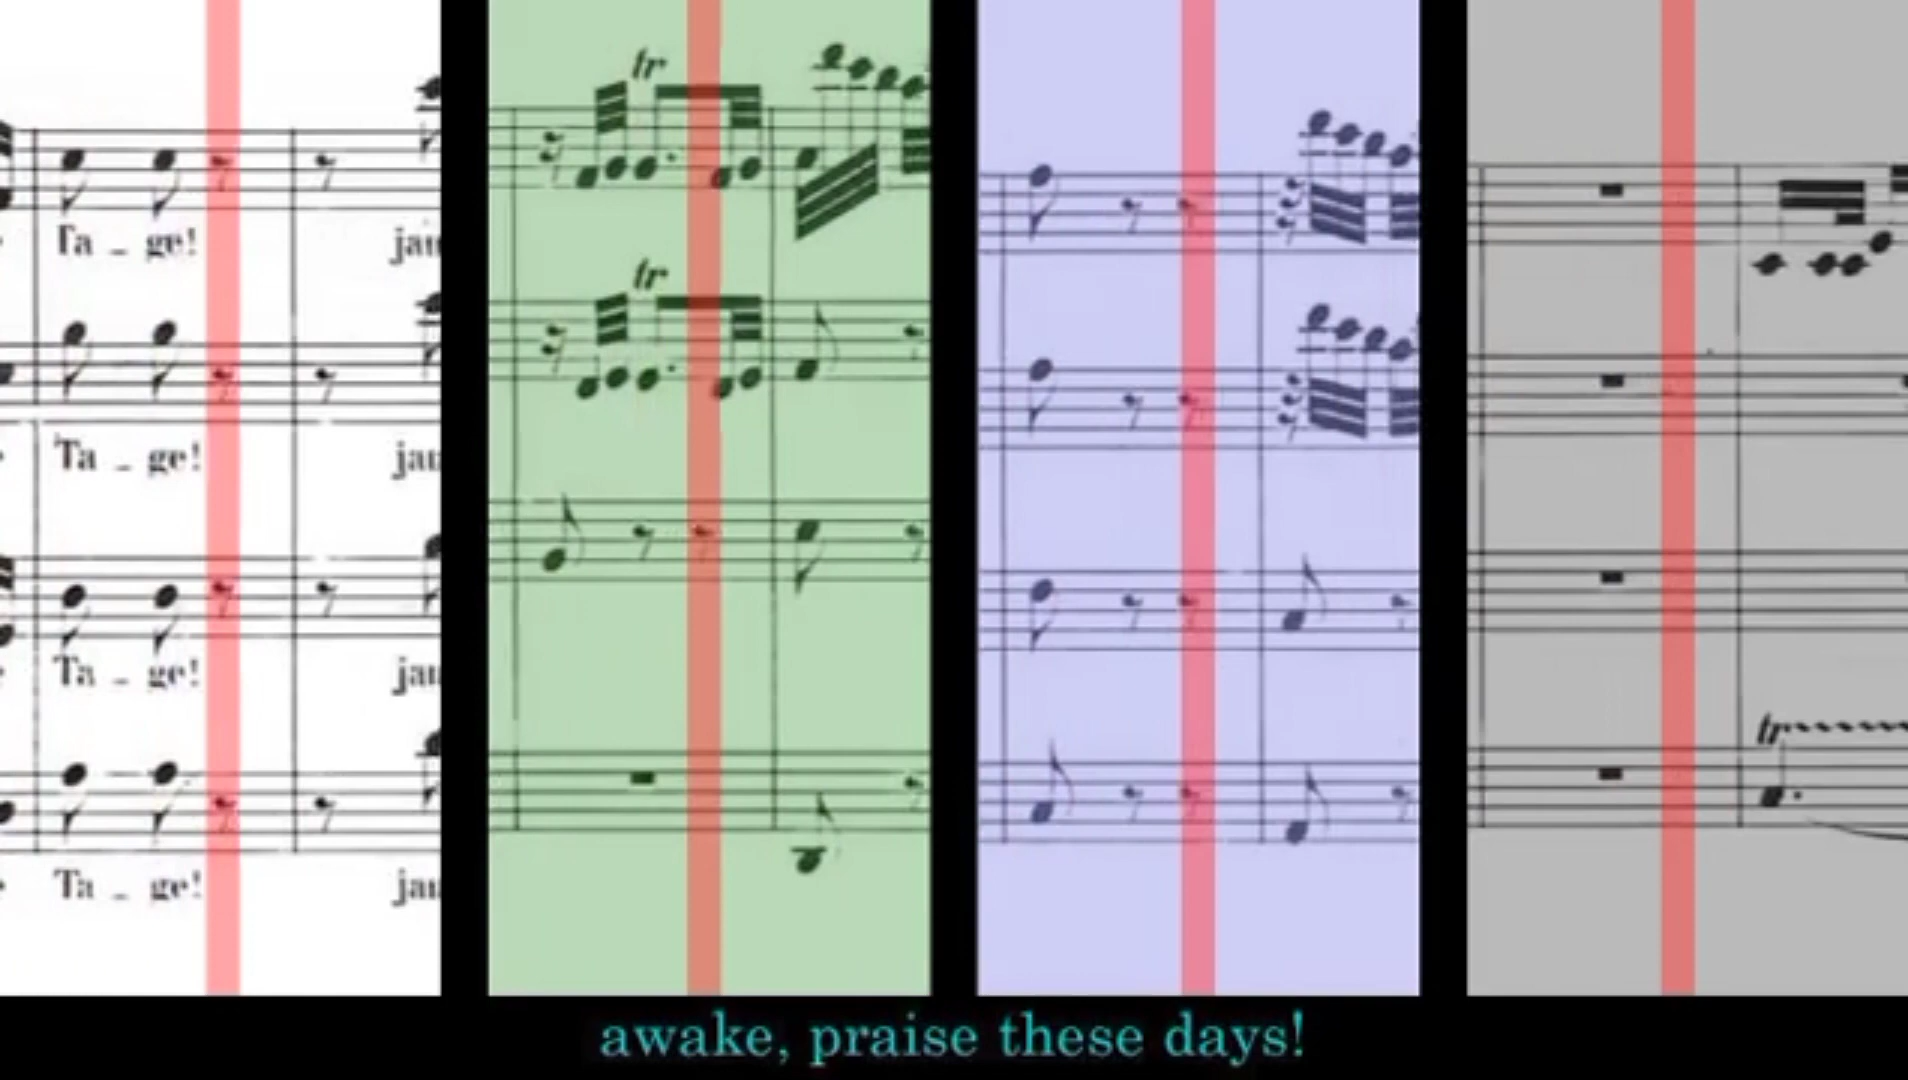 tr
Ta _ ge!
jau
tr
Ta _ ge!
jau
Ta _ ge!
jau
tr
Ta _ ge!
jau
awake, praise these days!